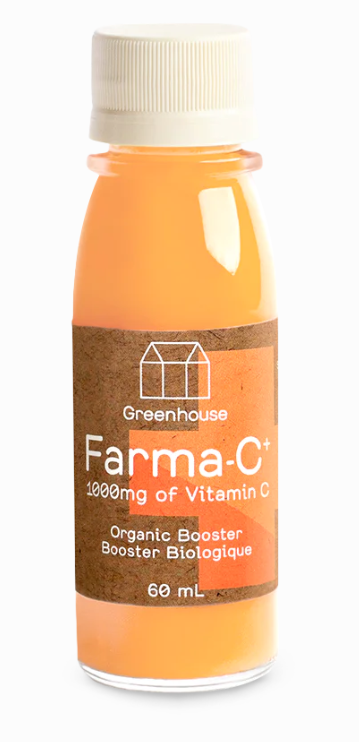 Greenhouse
Farma-C+
1000mg of Vitamin C
Organic Booster
Booster Biologique
60 mL